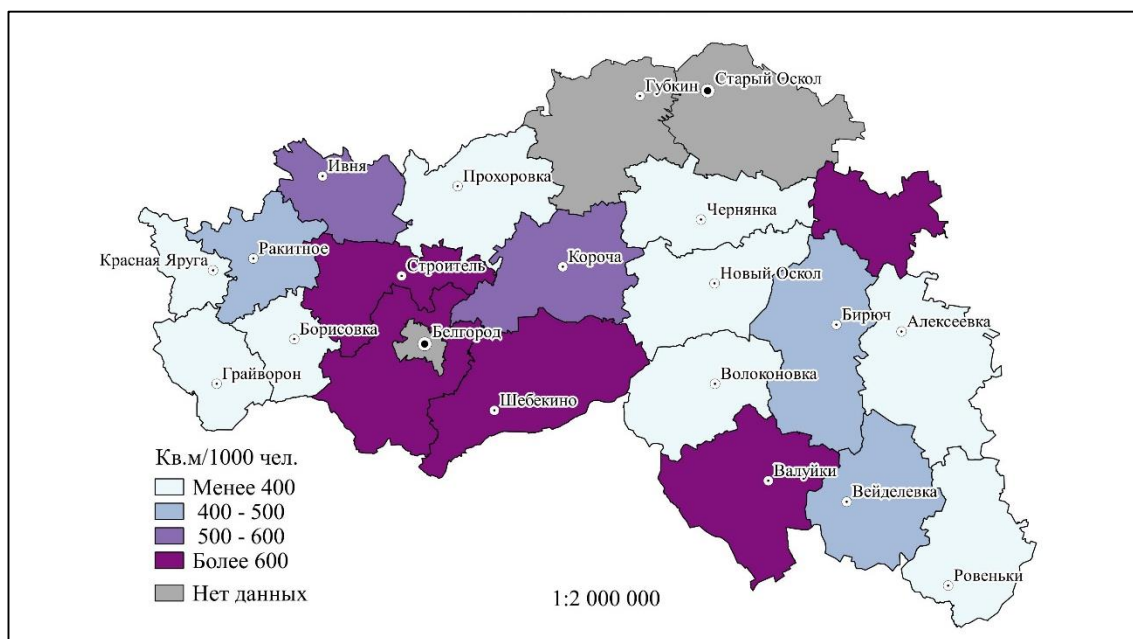 Губкин
Старый Оскол
Ивня
Прохоровка
Чернянка
Красная Яруга
Ракитное
Строитель
Короча
Новый Оскол
Борисовка
Белгород
Бирюч
Алексеевка
Грайворон
Шебекино
Волоконовка
Валуйки
Вейделевка
Ровеньки
Кв.м/1000 чел.
Менее 400
400 - 500
500 - 600
Более 600
Нет данных
1:2 000 000